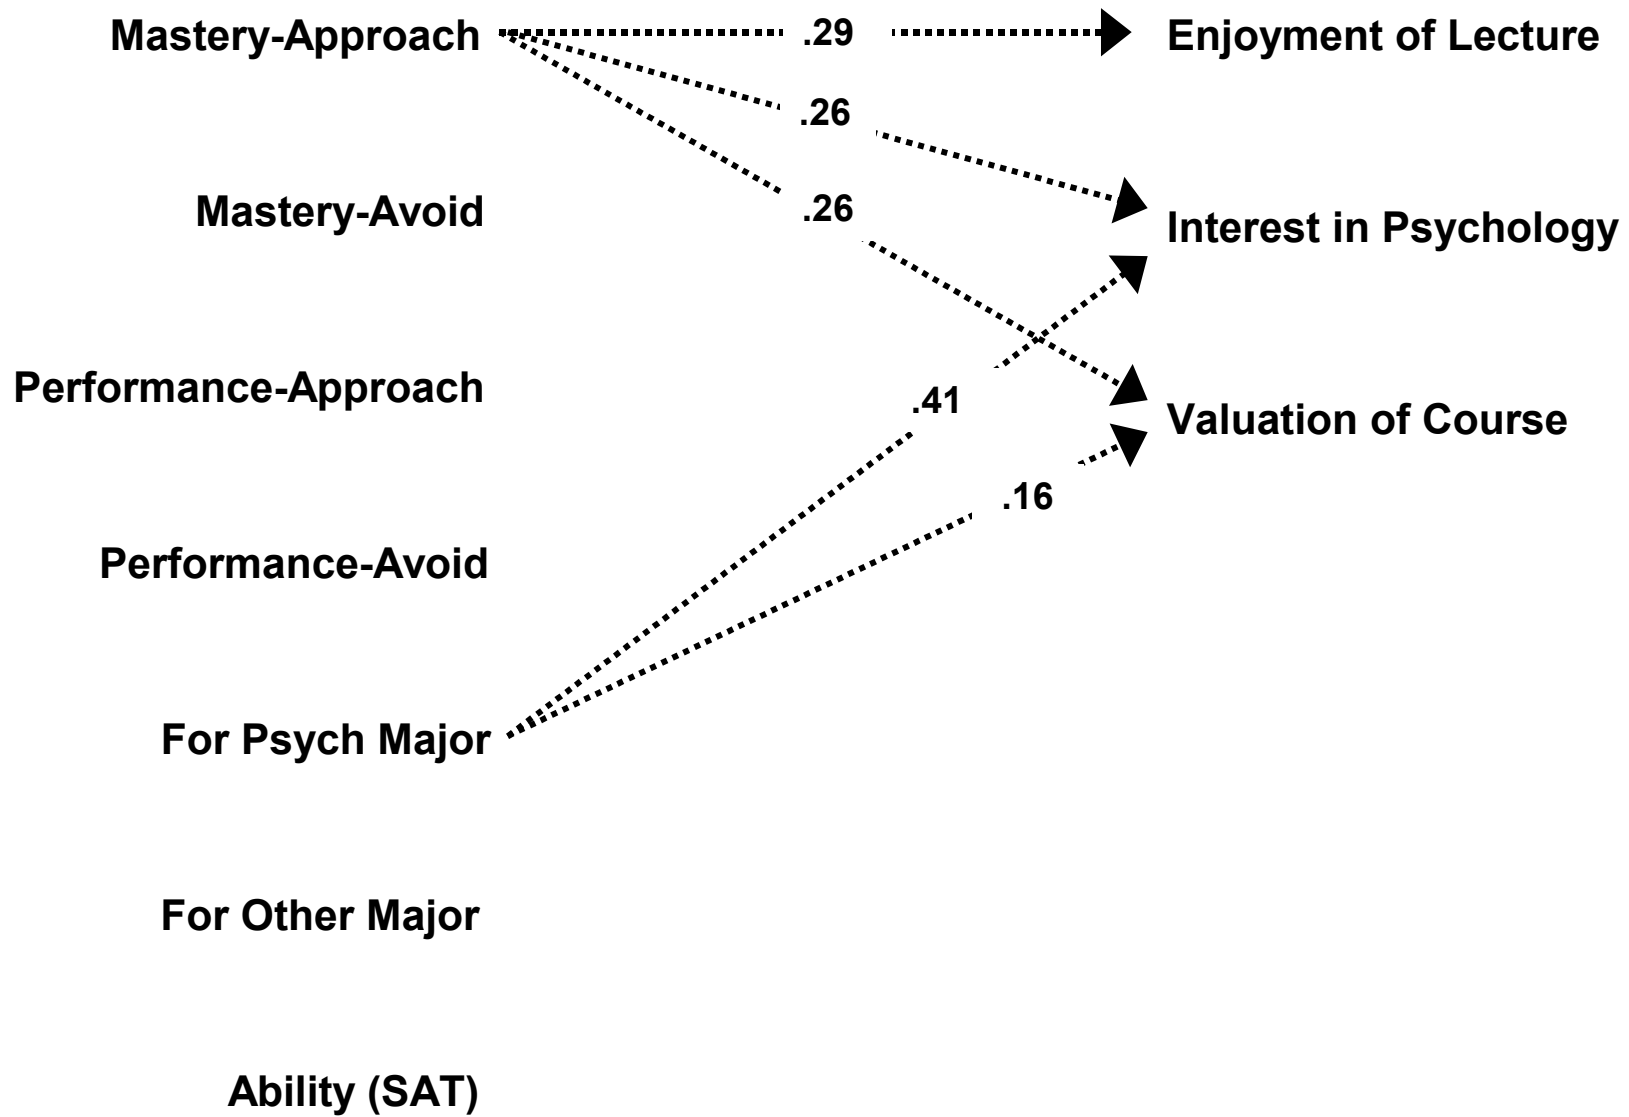 Mastery-Approach
.29
Enjoyment of Lecture
.26
Mastery-Avoid
.26
Interest in Psychology
Performance-Approach
.41
Valuation of Course
.16
Performance-Avoid
For Psych Major
For Other Major
Ability (SAT)